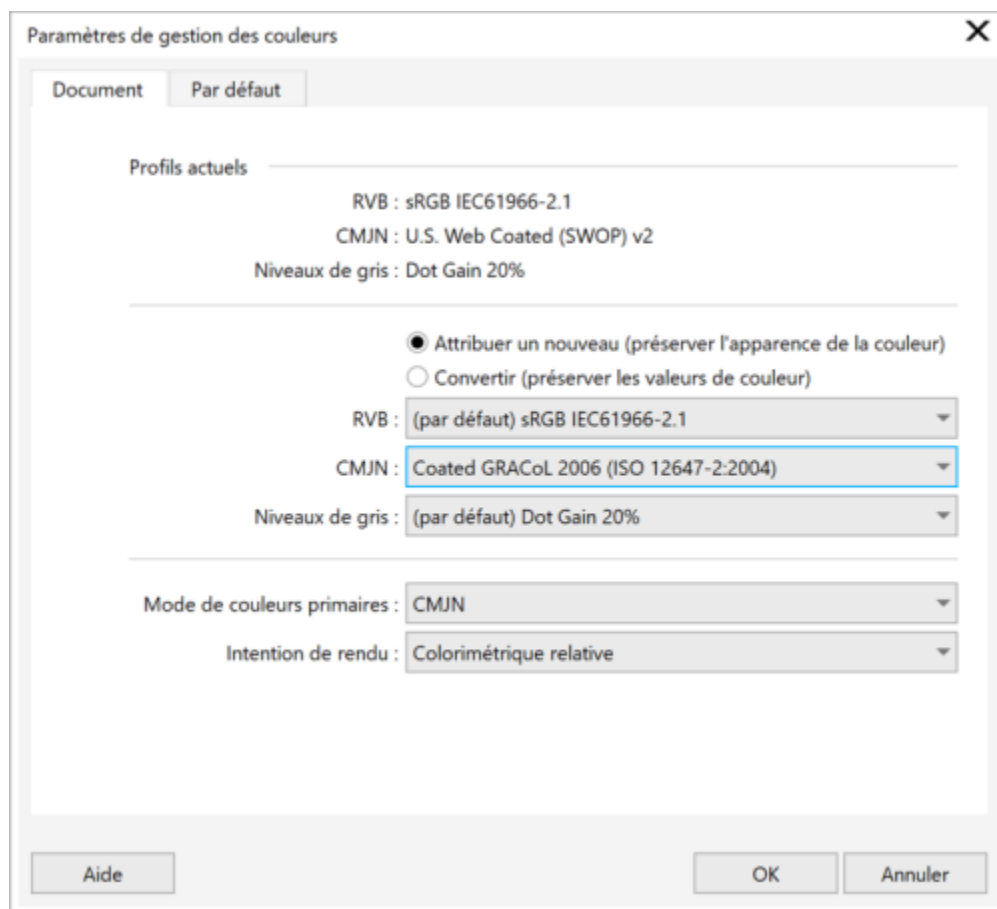 Paramètres de gestion des couleurs
Document
Par défaut
Profils actuels
RVB : sRGB IEC61966-2.1
CMJN : U.S. Web Coated (SWOP) v2
Niveaux de gris : Dot Gain 20%
Attribuer un nouveau (préserver l'apparence de la couleur)
Convertir (préserver les valeurs de couleur)
RVB : (par défaut) sRGB IEC61966-2.1
CMJN : Coated GRACoL 2006 (ISO 12647-2:2004)
Niveaux de gris : (par défaut) Dot Gain 20%
Mode de couleurs primaires : CMJN
Intention de rendu : Colorimétrique relative
Aide
OK
Annuler